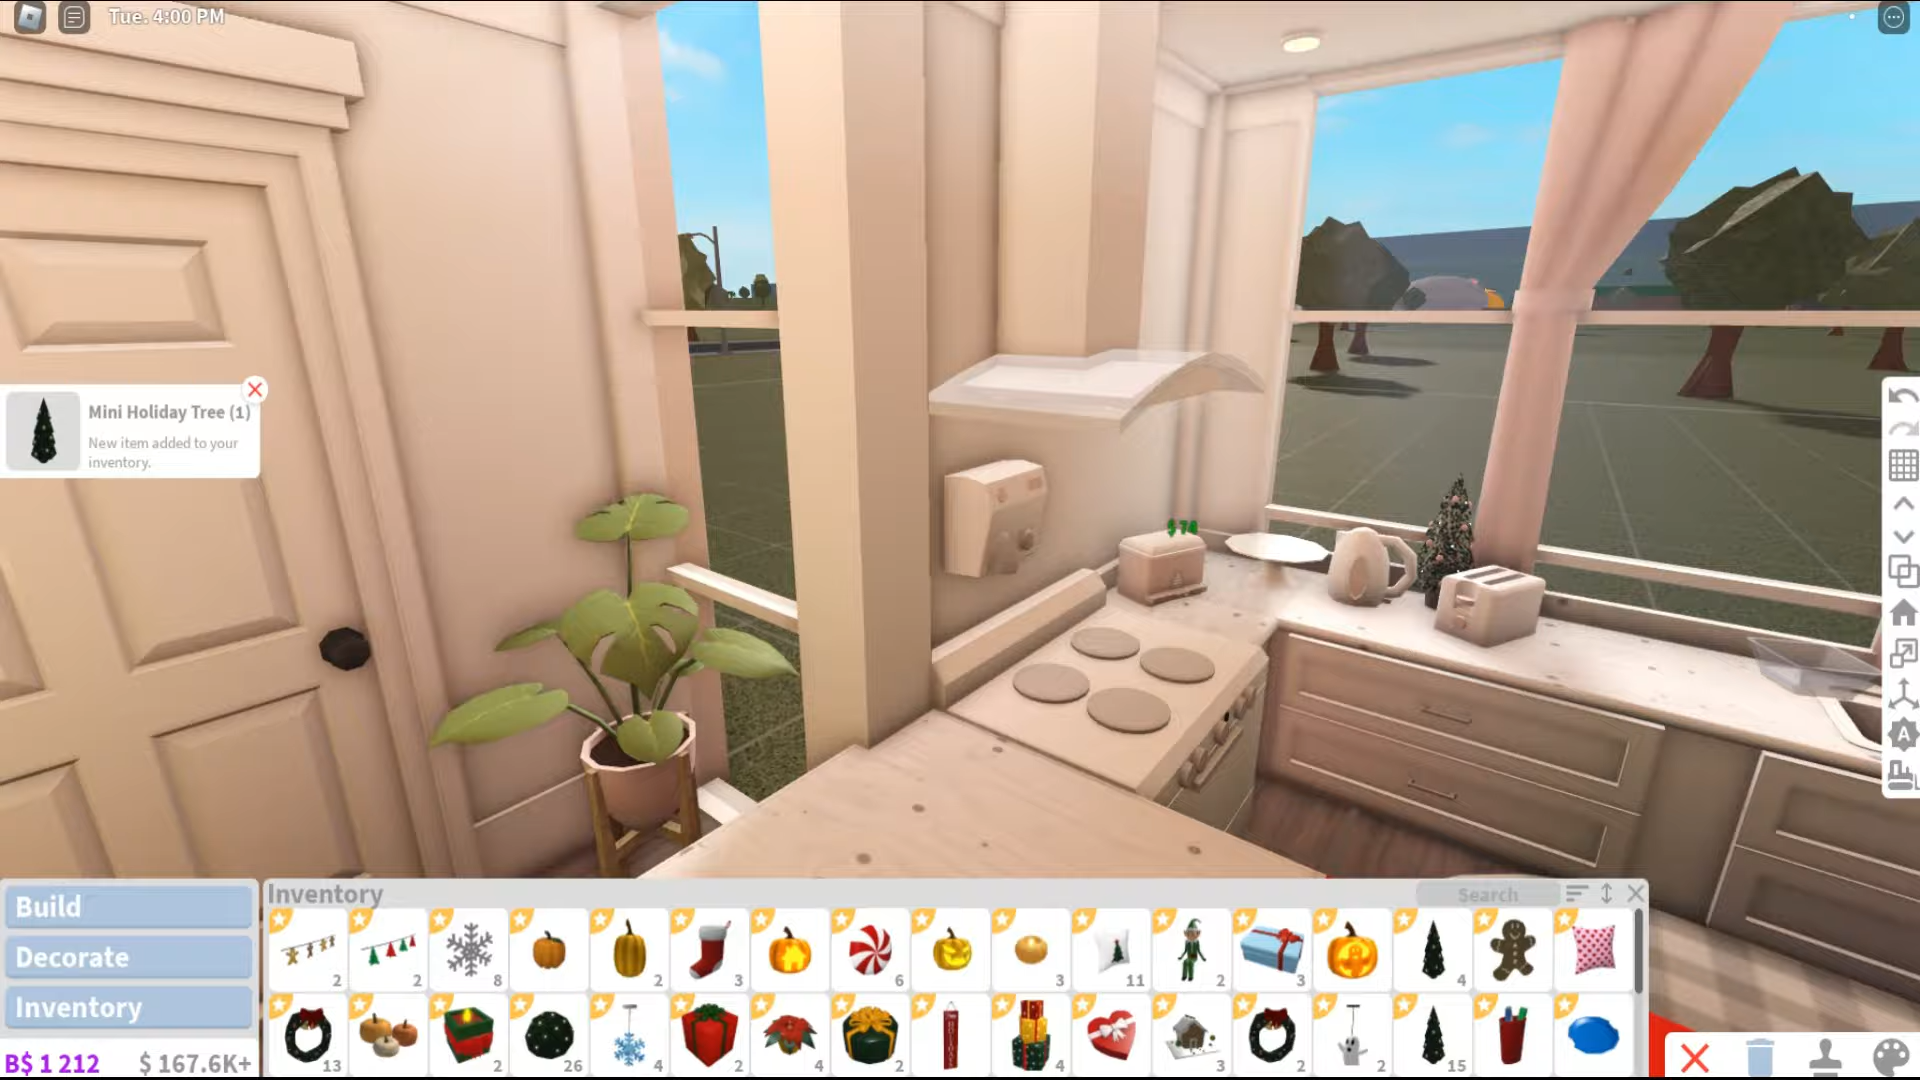 Tue. 4:00 PM
Mini Holiday Tree (1)
New item added to your
inventory.
$74
A
Build
Decorate
Inventory
B$ 1 212
$ 167.6K+
Inventory
Search
2
2
8
2
3
6
3
11
2
3
4
13
2
26
4
2
4
2
4
3
2
2
15